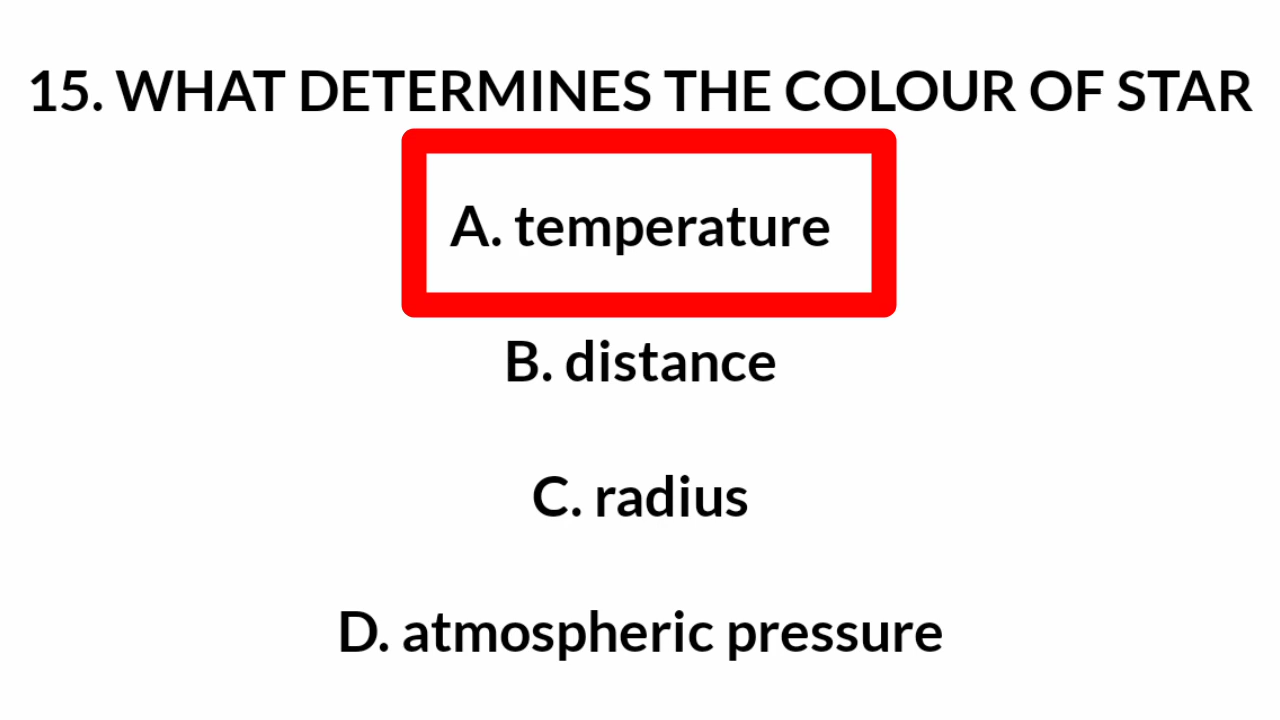 15. WHAT DETERMINES THE COLOUR OF STAR
A. temperature
B. distance
C. radius
D. atmospheric pressure